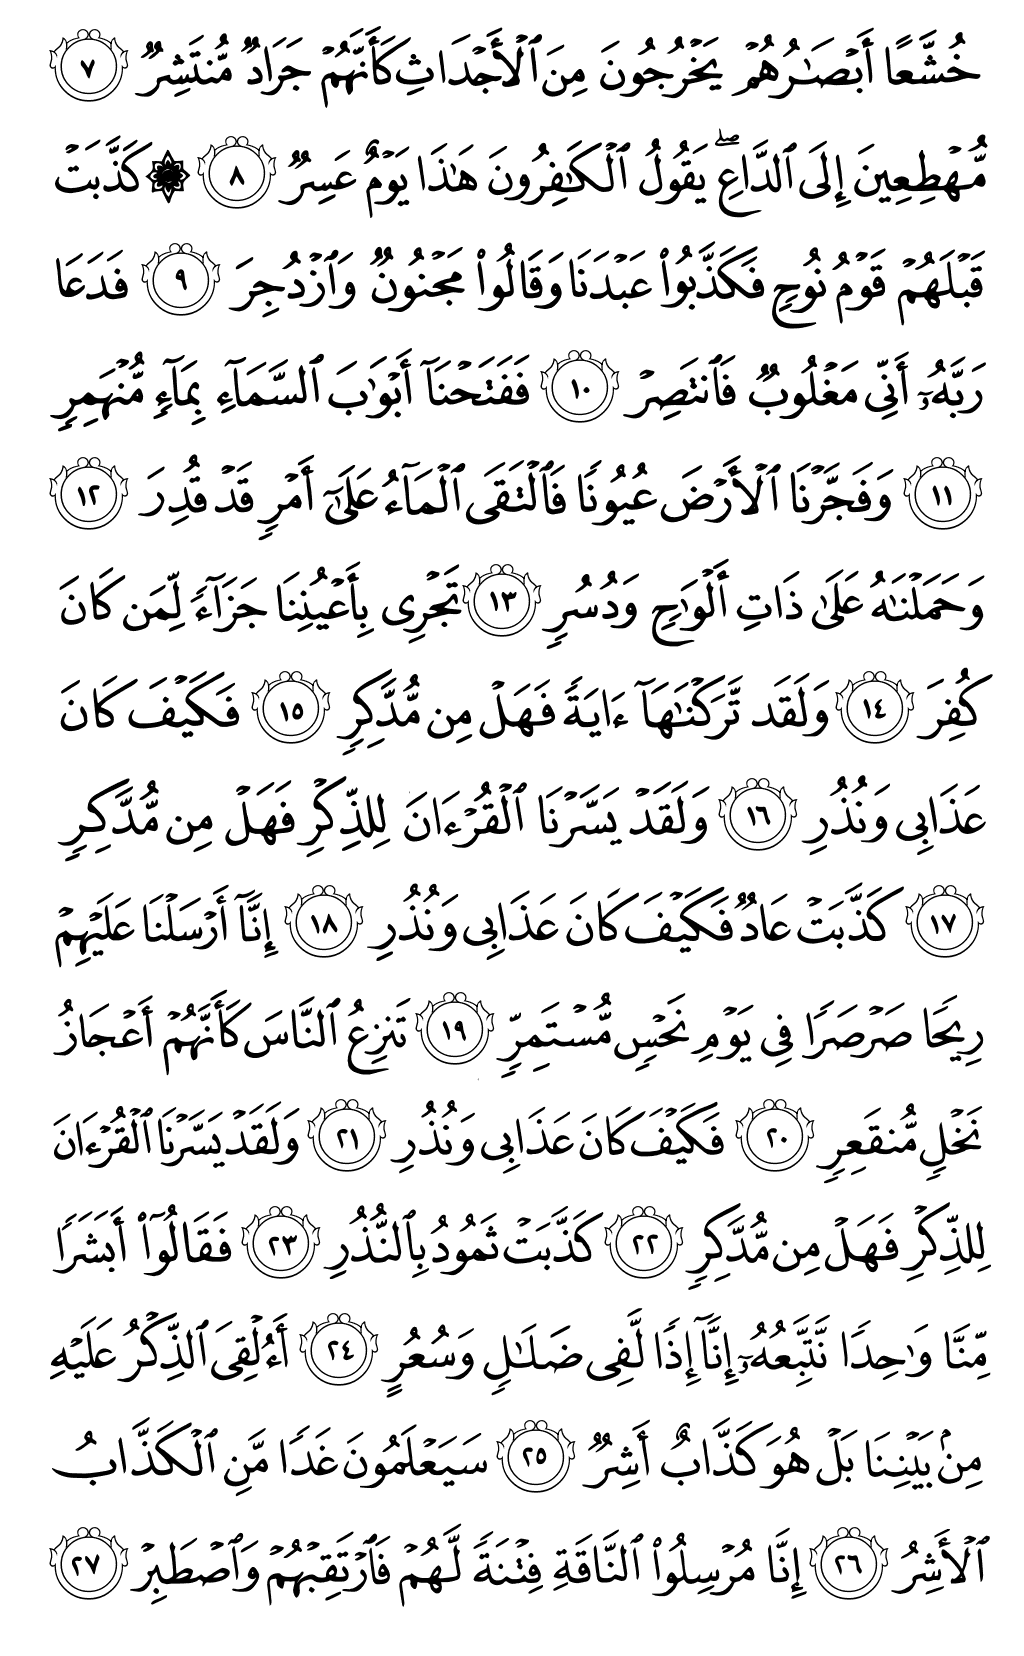 خُشَّعًا أَبْصَـٰرُهُمْ يَخْرُجُونَ مِنَ ٱلْأَجْدَاثِ كَأَنَّهُمْ جَرَادٌ مُّنتَشِرٌ ٧
مُّهْطِعِينَ إِلَى ٱلدَّاعِ ۖ يَقُولُ ٱلْكَـٰفِرُونَ هَـٰذَا يَوْمٌ عَسِرٌ ٨ ۞ كَذَّبَتْ
قَبْلَهُمْ قَوْمُ نُوحٍ فَكَذَّبُوا۟ عَبْدَنَا وَقَالُوا۟ مَجْنُونٌ وَٱزْدُجِرَ ٩ فَدَعَا
رَبَّهُۥٓ أَنِّى مَغْلُوبٌ فَٱنتَصِرْ ١٠ فَفَتَحْنَآ أَبْوَٰبَ ٱلسَّمَآءِ بِمَآءٍ مُّنْهَمِرٍ
١١ وَفَجَّرْنَا ٱلْأَرْضَ عُيُونًا فَٱلْتَقَى ٱلْمَآءُ عَلَىٰٓ أَمْرٍ قَدْ قُدِرَ ١٢
وَحَمَلْنَـٰهُ عَلَىٰ ذَاتِ أَلْوَٰحٍ وَدُسُرٍ ١٣ تَجْرِى بِأَعْيُنِنَا جَزَآءً لِّمَن كَانَ
كُفِرَ ١٤ وَلَقَد تَّرَكْنَـٰهَآ ءَايَةً فَهَلْ مِن مُّدَّكِرٍ ١٥ فَكَيْفَ كَانَ
عَذَابِى وَنُذُرِ ١٦ وَلَقَدْ يَسَّرْنَا ٱلْقُرْءَانَ لِلذِّكْرِ فَهَلْ مِن مُّدَّكِرٍ
١٧ كَذَّبَتْ عَادٌ فَكَيْفَ كَانَ عَذَابِى وَنُذُرِ ١٨ إِنَّآ أَرْسَلْنَا عَلَيْهِمْ
رِيحًا صَرْصَرًا فِى يَوْمِ نَحْسٍ مُّسْتَمِرٍّ ١٩ تَنزِعُ ٱلنَّاسَ كَأَنَّهُمْ أَعْجَازُ
نَخْلٍ مُّنقَعِرٍ ٢٠ فَكَيْفَ كَانَ عَذَابِى وَنُذُرِ ٢١ وَلَقَدْ يَسَّرْنَا ٱلْقُرْءَانَ
لِلذِّكْرِ فَهَلْ مِن مُّدَّكِرٍ ٢٢ كَذَّبَتْ ثَمُودُ بِٱلنُّذُرِ ٢٣ فَقَالُوٓا۟ أَبَشَرًا
مِّنَّا وَٰحِدًا نَّتَّبِعُهُۥٓ إِنَّآ إِذًا لَّفِى ضَلَـٰلٍ وَسُعُرٍ ٢٤ أَءُلْقِىَ ٱلذِّكْرُ عَلَيْهِ
مِنۢ بَيْنِنَا بَلْ هُوَ كَذَّابٌ أَشِرٌ ٢٥ سَيَعْلَمُونَ غَدًا مَّنِ ٱلْكَذَّابُ
ٱلْأَشِرُ ٢٦ إِنَّا مُرْسِلُوا۟ ٱلنَّاقَةِ فِتْنَةً لَّهُمْ فَٱرْتَقِبْهُمْ وَٱصْطَبِرْ ٢٧